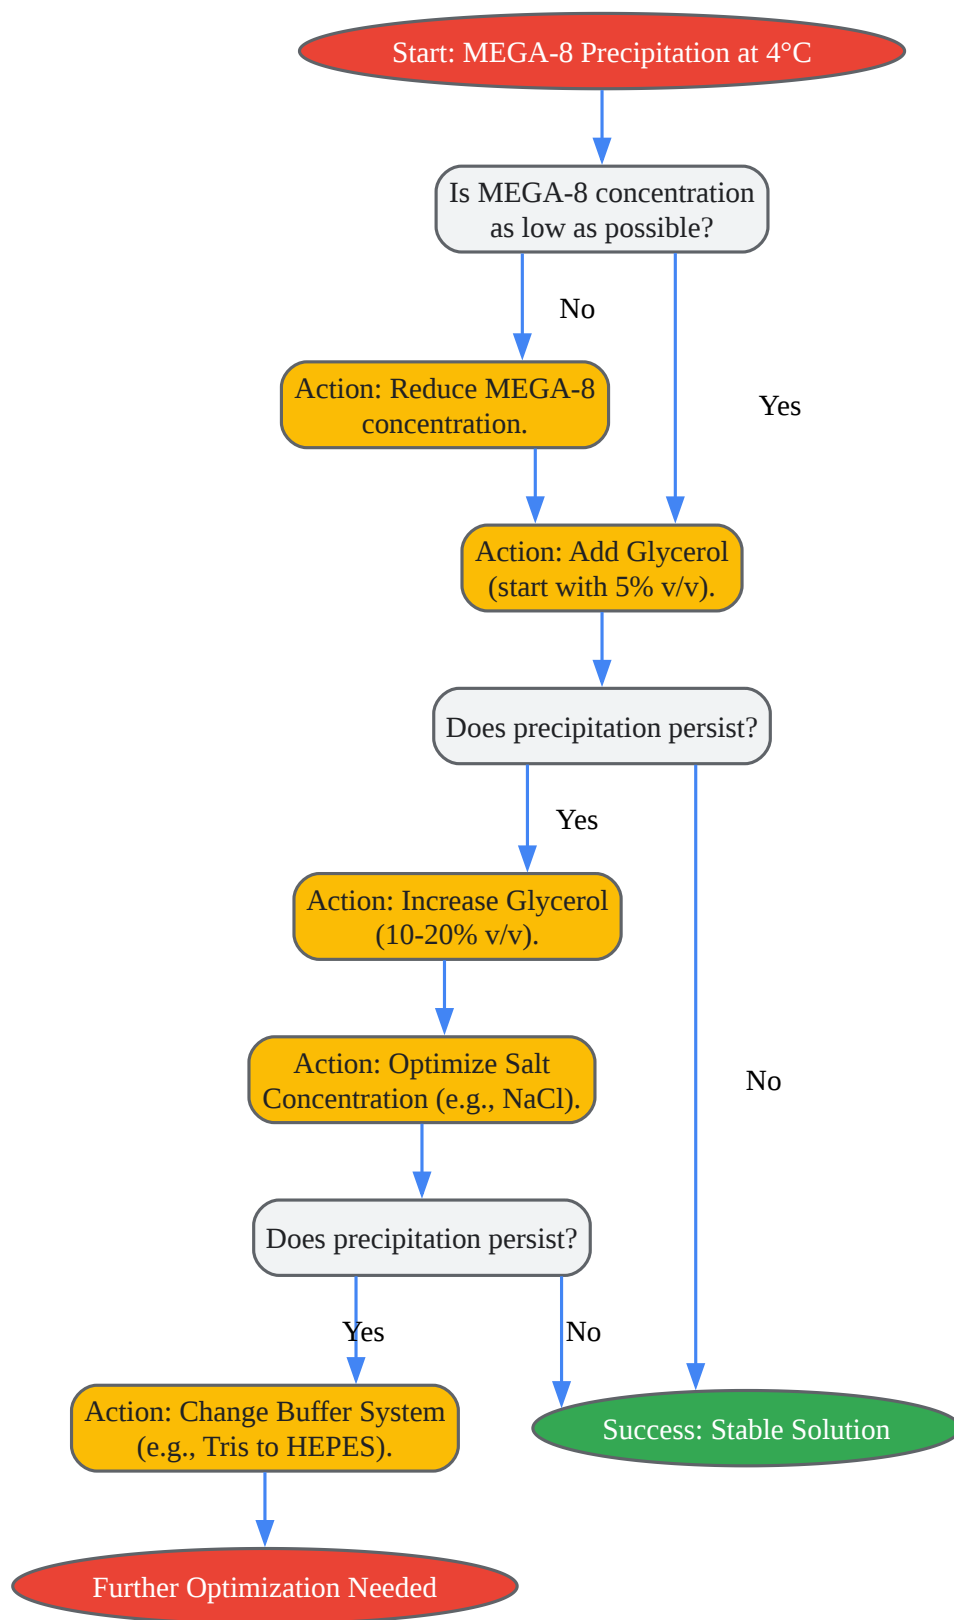 Start: MEGA-8 Precipitation at 4°C
Is MEGA-8 concentration
as low as possible?
No
Yes
Action: Reduce MEGA-8
concentration.
Action: Add Glycerol
(start with 5% v/v).
Does precipitation persist?
Yes
No
Action: Increase Glycerol
(10-20% v/v).
Action: Optimize Salt
Concentration (e.g., NaCl).
Does precipitation persist?
Yes
No
Action: Change Buffer System
(e.g., Tris to HEPES).
Success: Stable Solution
Further Optimization Needed